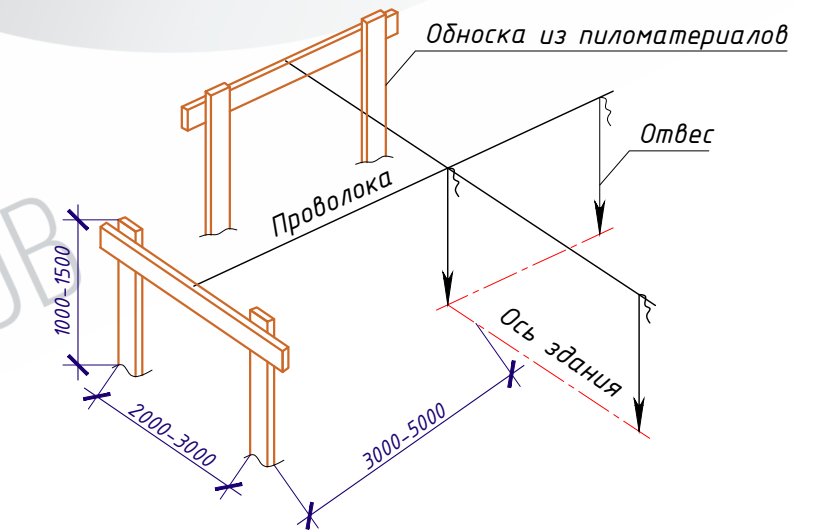 Обноска из пиломатериалов
Отвес
Проволока
1000-1500
Ось здания
2000-3000
3000-5000